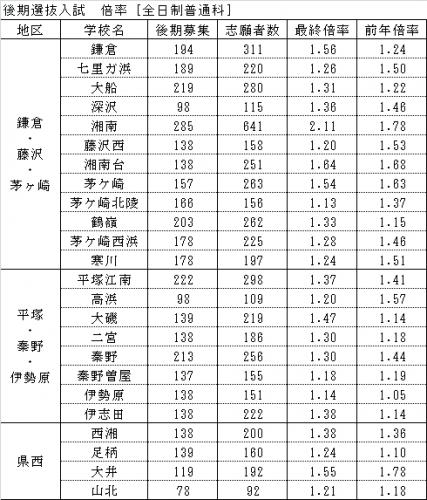 後期選抜入試 倍率 [全日制普通科]
地区 学校名 後期募集 志願者数 最終倍率 前年倍率
鎌倉・藤沢・茅ヶ崎
鎌倉 194 311 1.56 1.24
七里ガ浜 189 220 1.26 1.50
大船 219 280 1.31 1.22
深沢 98 115 1.36 1.46
湘南 285 641 2.11 1.78
藤沢西 138 158 1.20 1.53
湘南台 138 251 1.64 1.68
茅ケ崎 157 263 1.54 1.63
茅ケ崎北陵 166 156 1.13 1.37
鶴嶺 203 262 1.33 1.15
茅ケ崎西浜 178 225 1.28 1.46
寒川 178 197 1.24 1.51
平塚・秦野・伊勢原
平塚江南 222 298 1.37 1.41
高浜 98 109 1.20 1.57
大磯 139 219 1.47 1.14
二宮 138 186 1.30 1.18
秦野 213 256 1.30 1.44
秦野曽屋 137 155 1.18 1.19
伊勢原 138 151 1.14 1.05
伊志田 138 222 1.38 1.14
県西
西湘 138 200 1.38 1.36
足柄 139 160 1.24 1.10
大井 119 192 1.55 1.78
山北 78 92 1.21 1.18